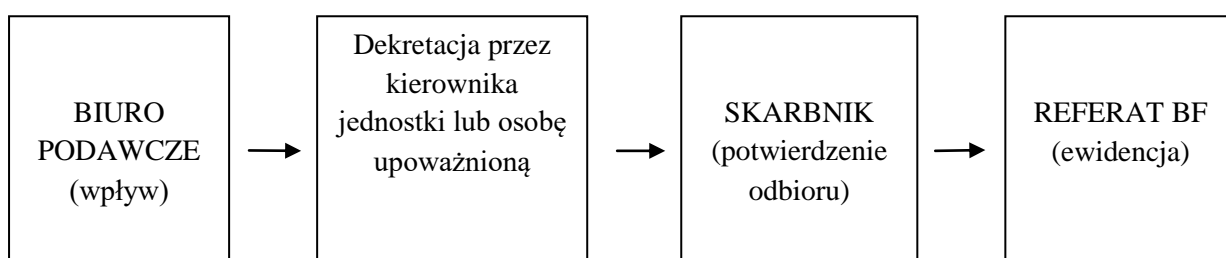 BIURO
PODAWCZE
(wpływ)
Dekretacja przez
kierownika
jednostki lub osobę
upoważnioną
SKARBNIK
(potwierdzenie
odbioru)
REFERAT BF
(ewidencja)